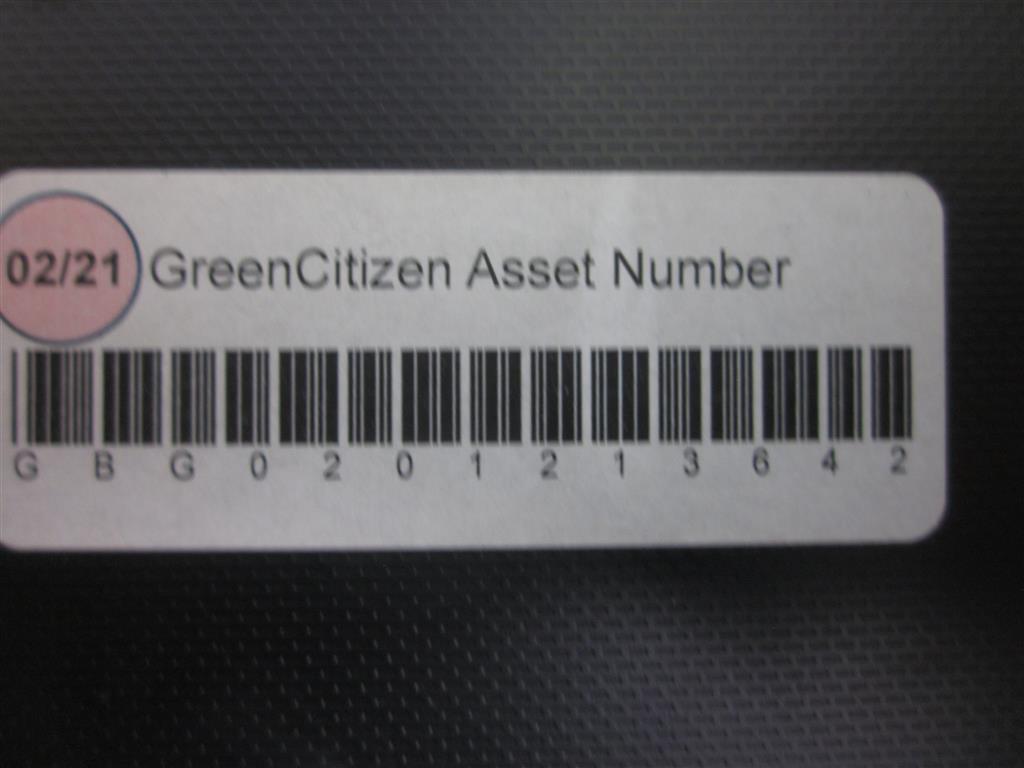 02/21 GreenCitizen Asset Number
G B G 0 2 0 1 2 1 3 6 4 2